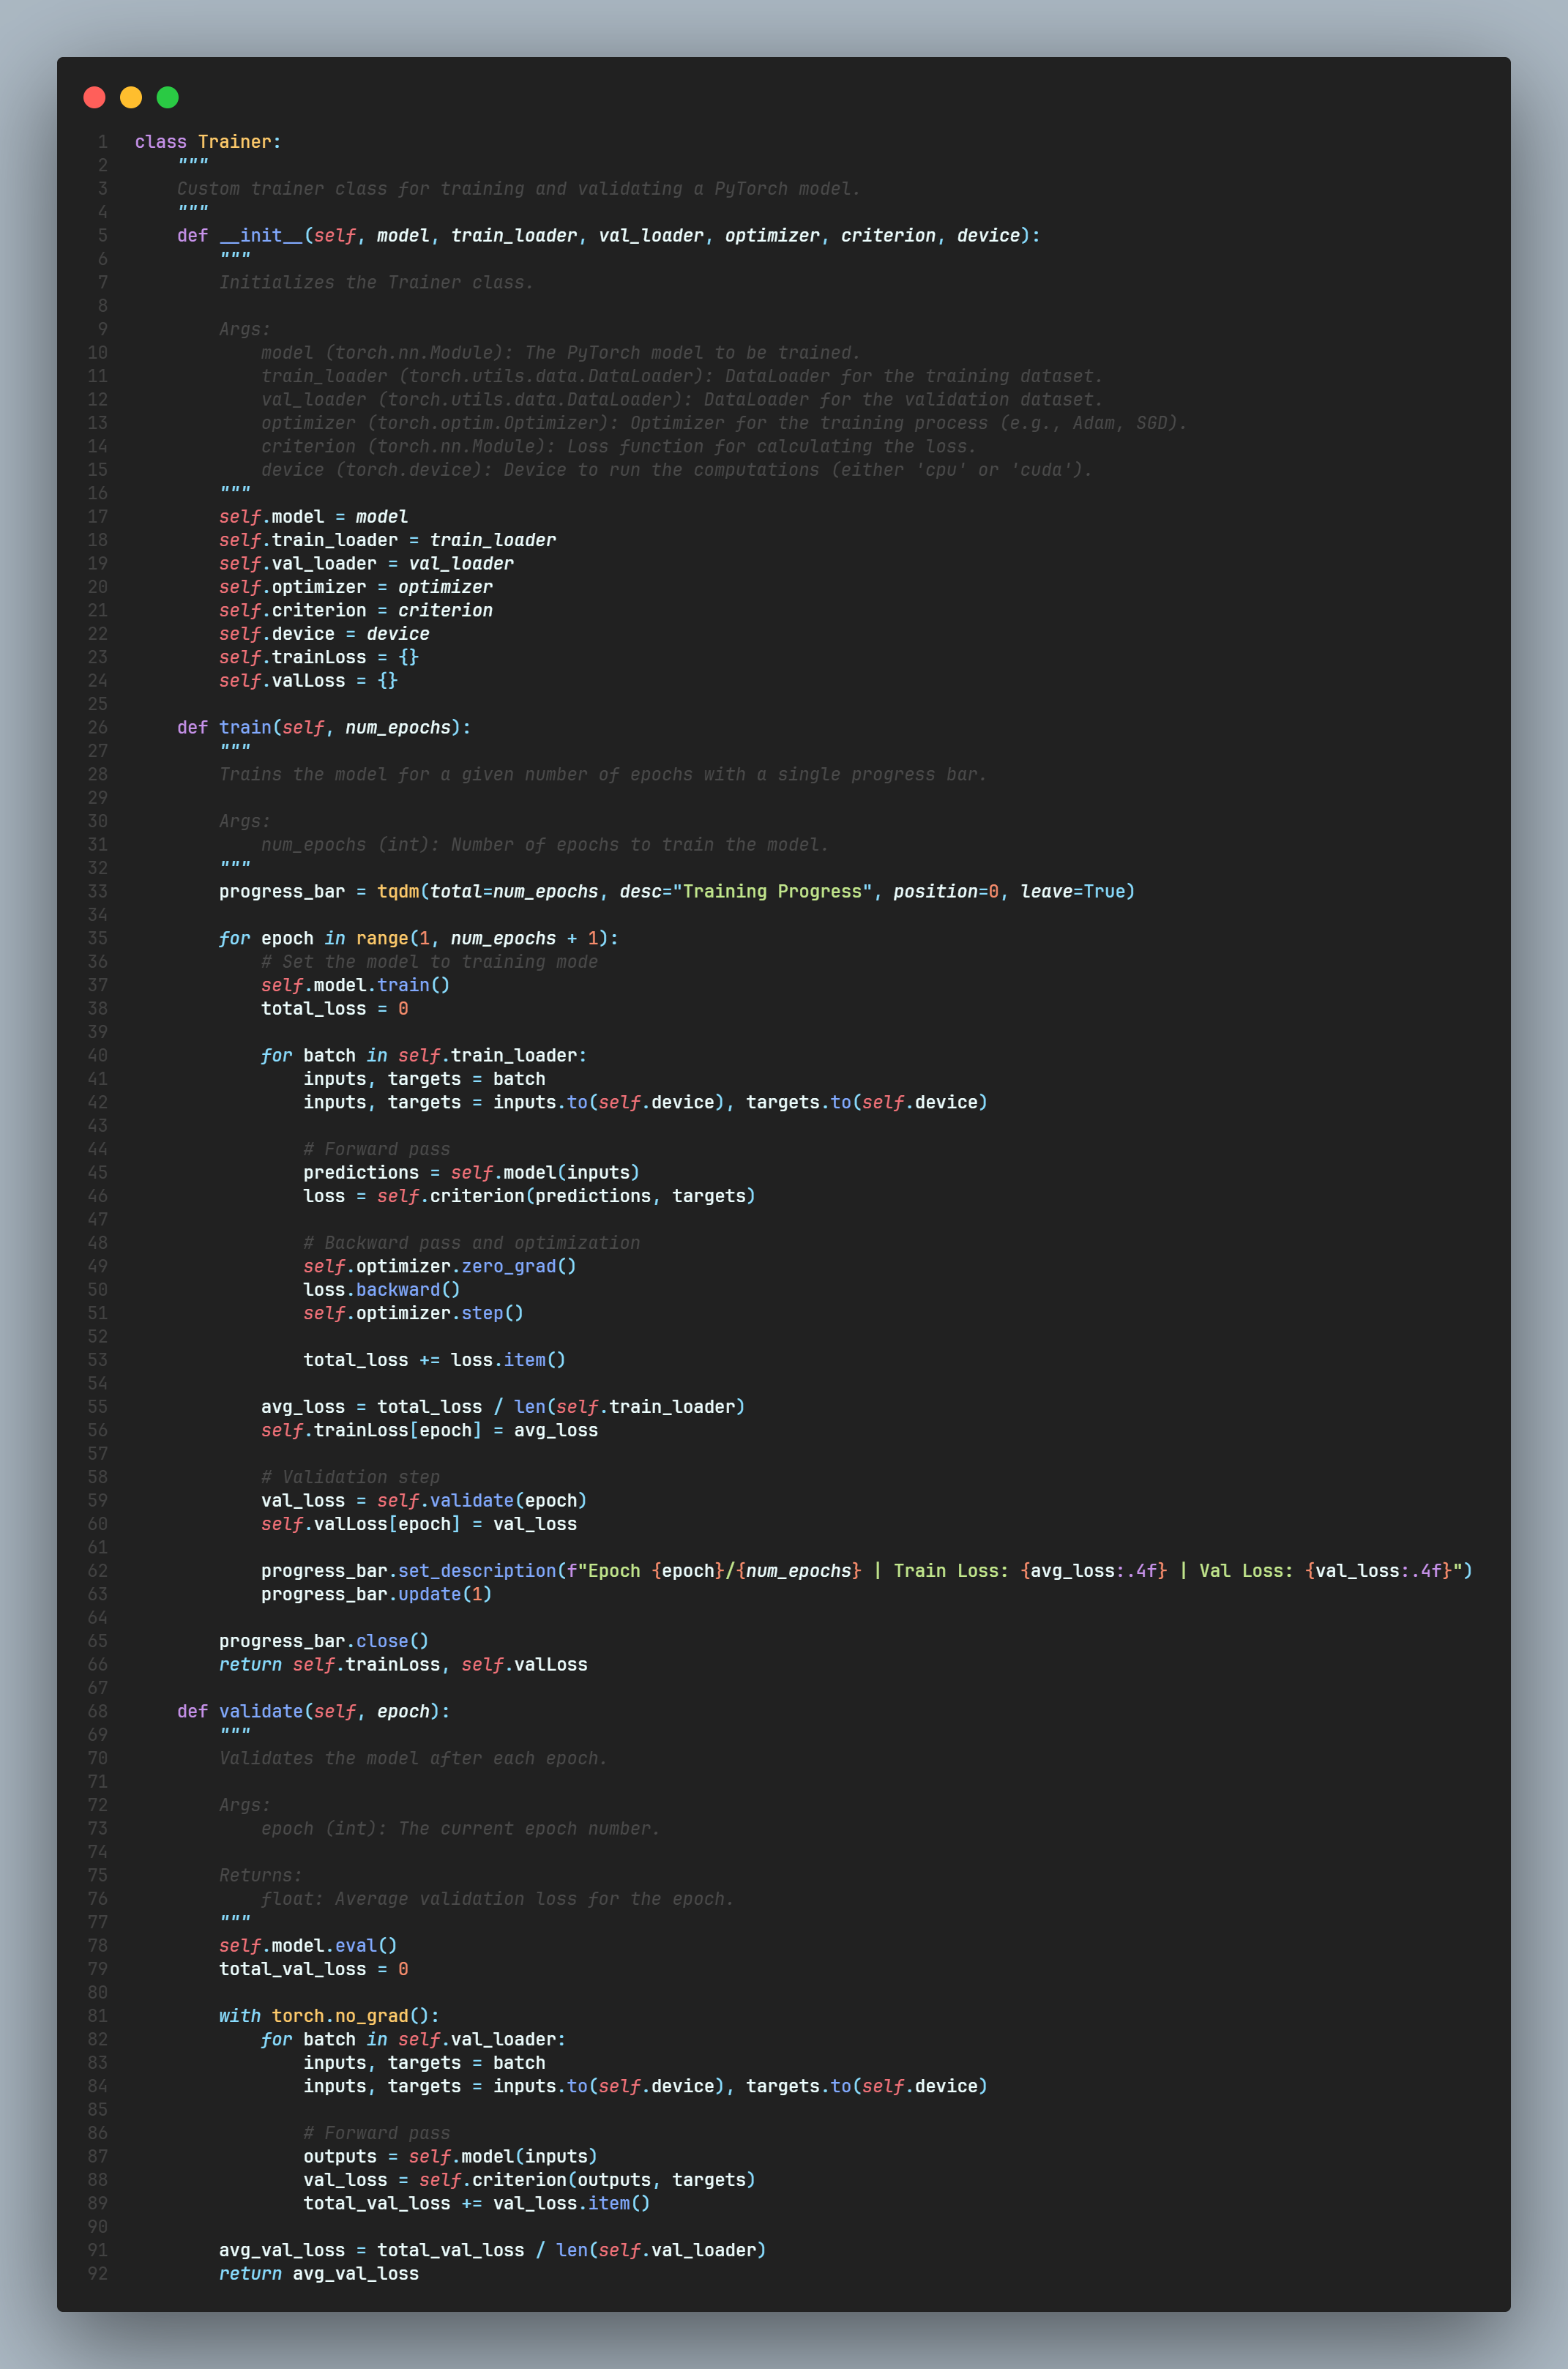 1 class Trainer:
2     """
3     Custom trainer class for training and validating a PyTorch model.
4     """
5     def __init__(self, model, train_loader, val_loader, optimizer, criterion, device):
6         """
7         Initializes the Trainer class.
8
9         Args:
10             model (torch.nn.Module): The PyTorch model to be trained.
11             train_loader (torch.utils.data.DataLoader): DataLoader for the training dataset.
12             val_loader (torch.utils.data.DataLoader): DataLoader for the validation dataset.
13             optimizer (torch.optim.Optimizer): Optimizer for the training process (e.g., Adam, SGD).
14             criterion (torch.nn.Module): Loss function for calculating the loss.
15             device (torch.device): Device to run the computations (either 'cpu' or 'cuda').
16         """
17         self.model = model
18         self.train_loader = train_loader
19         self.val_loader = val_loader
20         self.optimizer = optimizer
21         self.criterion = criterion
22         self.device = device
23         self.trainLoss = {}
24         self.valLoss = {}
25
26     def train(self, num_epochs):
27         """
28         Trains the model for a given number of epochs with a single progress bar.
29
30         Args:
31             num_epochs (int): Number of epochs to train the model.
32         """
33         progress_bar = tqdm(total=num_epochs, desc="Training Progress", position=0, leave=True)
34
35         for epoch in range(1, num_epochs + 1):
36             # Set the model to training mode
37             self.model.train()
38             total_loss = 0
39
40             for batch in self.train_loader:
41                 inputs, targets = batch
42                 inputs, targets = inputs.to(self.device), targets.to(self.device)
43
44                 # Forward pass
45                 predictions = self.model(inputs)
46                 loss = self.criterion(predictions, targets)
47
48                 # Backward pass and optimization
49                 self.optimizer.zero_grad()
50                 loss.backward()
51                 self.optimizer.step()
52
53                 total_loss += loss.item()
54
55             avg_loss = total_loss / len(self.train_loader)
56             self.trainLoss[epoch] = avg_loss
57
58             # Validation step
59             val_loss = self.validate(epoch)
60             self.valLoss[epoch] = val_loss
61
62             progress_bar.set_description(f"Epoch {epoch}/{num_epochs} | Train Loss: {avg_loss:.4f} | Val Loss: {val_loss:.4f}")
63             progress_bar.update(1)
64
65         progress_bar.close()
66         return self.trainLoss, self.valLoss
67
68     def validate(self, epoch):
69         """
70         Validates the model after each epoch.
71
72         Args:
73             epoch (int): The current epoch number.
74
75         Returns:
76             float: Average validation loss for the epoch.
77         """
78         self.model.eval()
79         total_val_loss = 0
80
81         with torch.no_grad():
82             for batch in self.val_loader:
83                 inputs, targets = batch
84                 inputs, targets = inputs.to(self.device), targets.to(self.device)
85
86                 # Forward pass
87                 outputs = self.model(inputs)
88                 val_loss = self.criterion(outputs, targets)
89                 total_val_loss += val_loss.item()
90
91         avg_val_loss = total_val_loss / len(self.val_loader)
92         return avg_val_loss